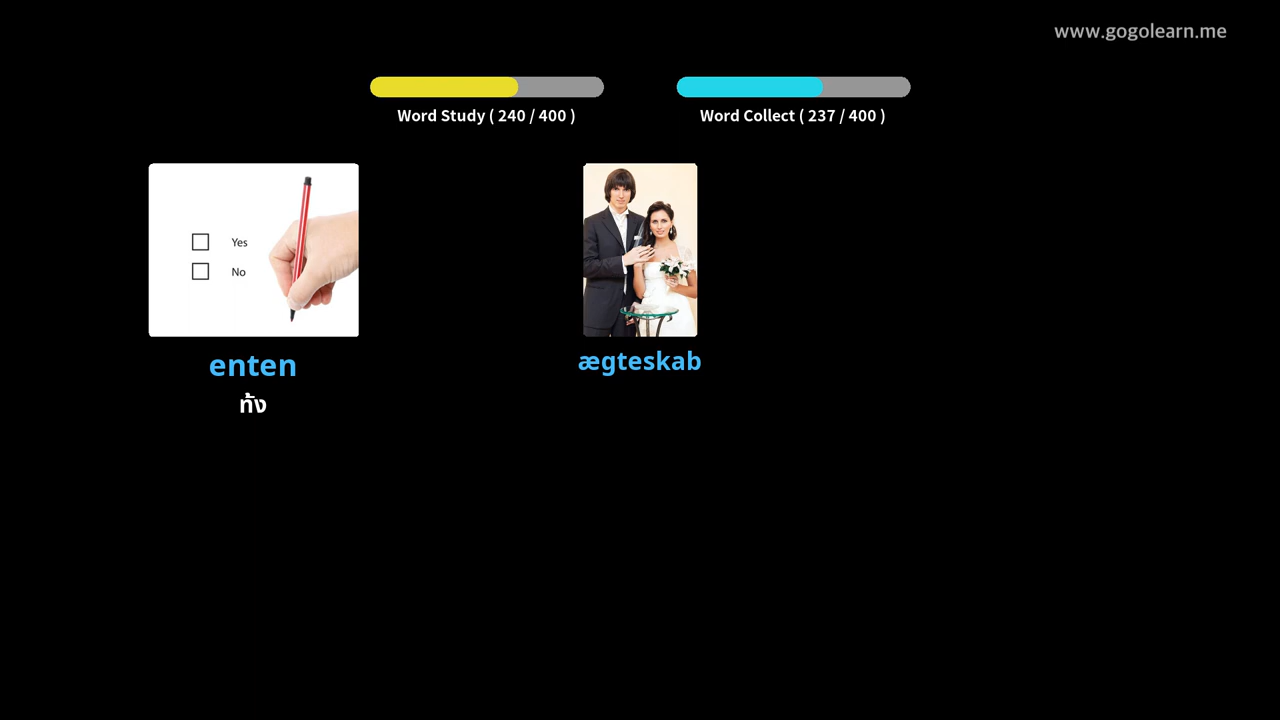 www.gogolearn.me
Word Study ( 240 / 400 )
Word Collect ( 237 / 400 )
Yes
No
enten
ทั้ง
ægteskab